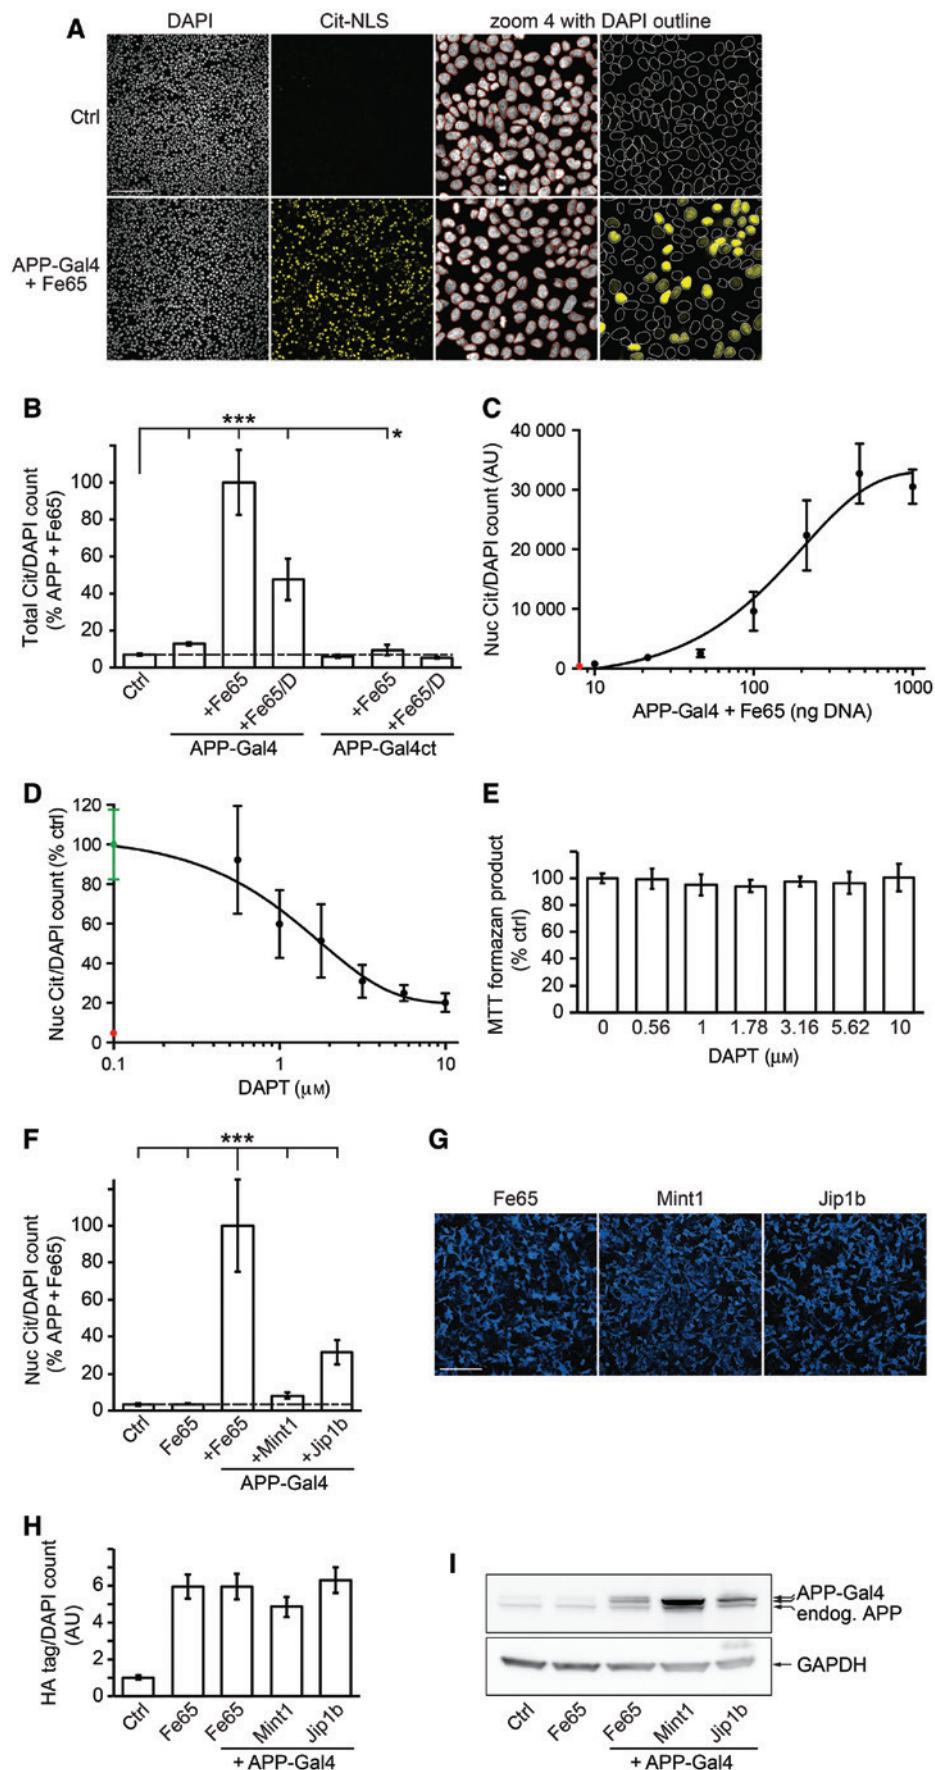 A
DAPI
Cit-NLS
zoom 4 with DAPI outline
Ctrl
APP-Gal4
+ Fe65
B
Total Cit/DAPI count
(% APP + Fe65)
100
80
60
40
20
0
***
*
Ctrl
+Fe65
+Fe65/D
+Fe65
+Fe65/D
APP-Gal4
APP-Gal4ct
C
Nuc Cit/DAPI count (AU)
40 000
30 000
20 000
10 000
0
10
100
1000
APP-Gal4 + Fe65 (ng DNA)
D
Nuc Cit/DAPI count (% ctrl)
120
100
80
60
40
20
0
0.1
1
10
DAPT (μM)
E
MTT formazan product
(% ctrl)
100
80
60
40
20
0
0
0.56
1
1.78
3.16
5.62
10
DAPT (μM)
F
Nuc Cit/DAPI count
(% APP +Fe65)
100
80
60
40
20
0
***
Ctrl
Fe65
+Fe65
+Mint1
+Jip1b
APP-Gal4
G
Fe65
Mint1
Jip1b
H
HA tag/DAPI count
(AU)
6
4
2
1
0
Ctrl
Fe65
Fe65
Mint1
Jip1b
+ APP-Gal4
I
APP-Gal4
endog. APP
GAPDH
Ctrl
Fe65
Fe65
Mint1
Jip1b
+ APP-Gal4